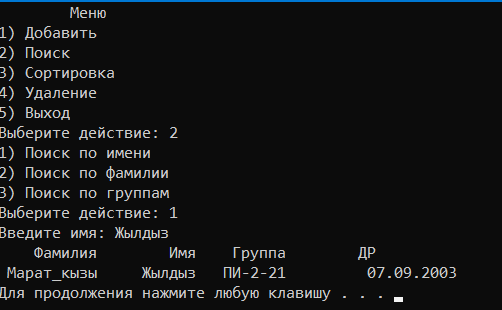 Меню
1) Добавить
2) Поиск
3) Сортировка
4) Удаление
5) Выход
Выберите действие: 2
1) Поиск по имени
2) Поиск по фамилии
3) Поиск по группам
Выберите действие: 1
Введите имя: Жылдыз
Фамилия Имя Группа ДР
Марат_кызы Жылдыз ПИ-2-21 07.09.2003
Для продолжения нажмите любую клавишу . . .